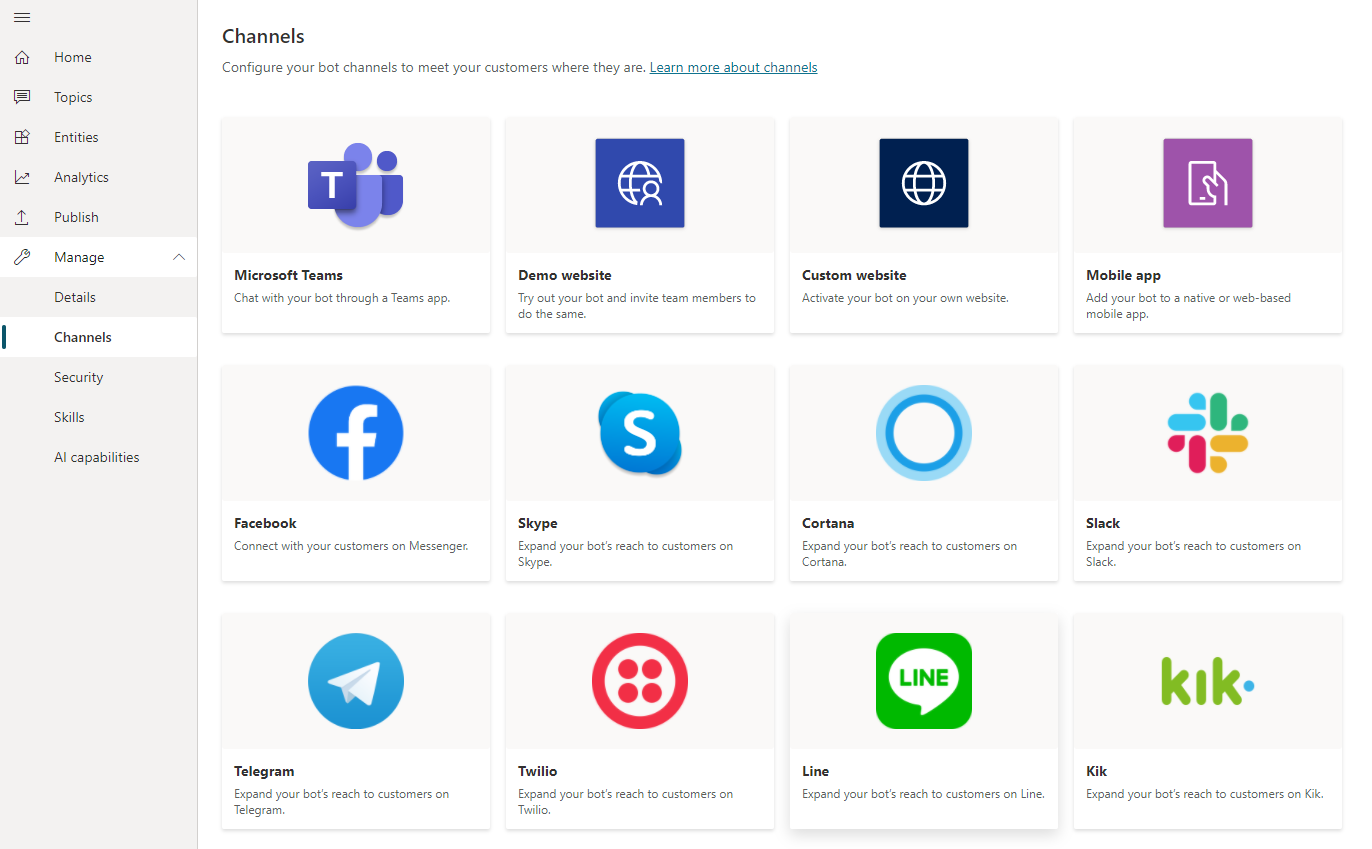 Home
Topics
Entities
Analytics
Publish
Manage
Details
Channels
Security
Skills
AI capabilities
Channels
Configure your bot channels to meet your customers where they are. Learn more about channels
T
Microsoft Teams
Chat with your bot through a Teams app.
Demo website
Try out your bot and invite team members to
do the same.
Custom website
Activate your bot on your own website.
Mobile app
Add your bot to a native or web-based
mobile app.
f
Facebook
Connect with your customers on Messenger.
S
Skype
Expand your bot's reach to customers on
Skype.
Cortana
Expand your bot's reach to customers on
Cortana.
Slack
Expand your bot's reach to customers on
Slack.
Telegram
Expand your bot's reach to customers on
Telegram.
Twilio
Expand your bot's reach to customers on
Twilio.
LINE
Line
Expand your bot's reach to customers on Line.
kik
Kik
Expand your bot's reach to customers on Kik.